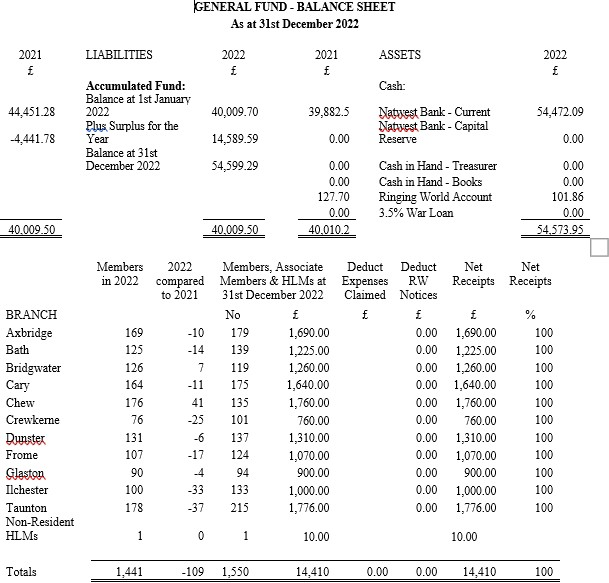 GENERAL FUND - BALANCE SHEET
As at 31st December 2022
2021 LIABILITIES 2022 2021 ASSETS 2022
£ £ £ £
Accumulated Fund: Cash:
Balance at 1st January
44,451.28 2022 40,009.70 39,882.5 Natwest Bank - Current 54,472.09
Plus Surplus for the Natwest Bank - Capital
-4,441.78 Year 14,589.59 0.00 Reserve 0.00
Balance at 31st
December 2022 54,599.29 0.00 Cash in Hand - Treasurer 0.00
0.00 Cash in Hand - Books 0.00
127.70 Ringing World Account 101.86
0.00 3.5% War Loan 0.00
40,009.50 40,009.50 40,010.2 54,573.95
Members 2022 Members, Associate Deduct Deduct Net Net
in 2022 compared Members & HLMs at Expenses RW Receipts Receipts
to 2021 31st December 2022 Claimed Notices
BRANCH No £ £ £ £ %
Axbridge 169 -10 179 1,690.00 0.00 1,690.00 100
Bath 125 -14 139 1,225.00 0.00 1,225.00 100
Bridgwater 126 7 119 1,260.00 0.00 1,260.00 100
Cary 164 -11 175 1,640.00 0.00 1,640.00 100
Chew 176 41 135 1,760.00 0.00 1,760.00 100
Crewkerne 76 -25 101 760.00 0.00 760.00 100
Dunster 131 -6 137 1,310.00 0.00 1,310.00 100
Frome 107 -17 124 1,070.00 0.00 1,070.00 100
Glaston 90 -4 94 900.00 0.00 900.00 100
Ilchester 100 -33 133 1,000.00 0.00 1,000.00 100
Taunton 178 -37 215 1,776.00 0.00 1,776.00 100
Non-Resident
HLMs 1 0 1 10.00 10.00
Totals 1,441 -109 1,550 14,410 0.00 0.00 14,410 100